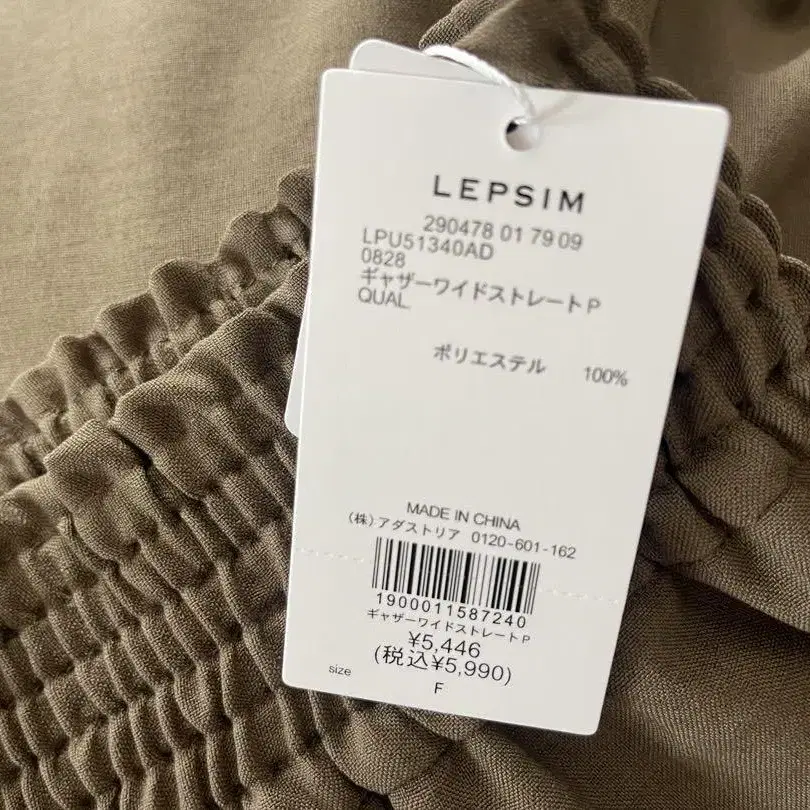 LEPSIM
290478 01 79 09
LPU51340AD
0828
ギャザーワイドストレートP
QUAL
ポリエステル 100%
MADE IN CHINA
(株)アダストリア 0120-601-162
1900011587240
ギャザーワイドストレートP
¥5,446
(税込¥5,990)
size
F